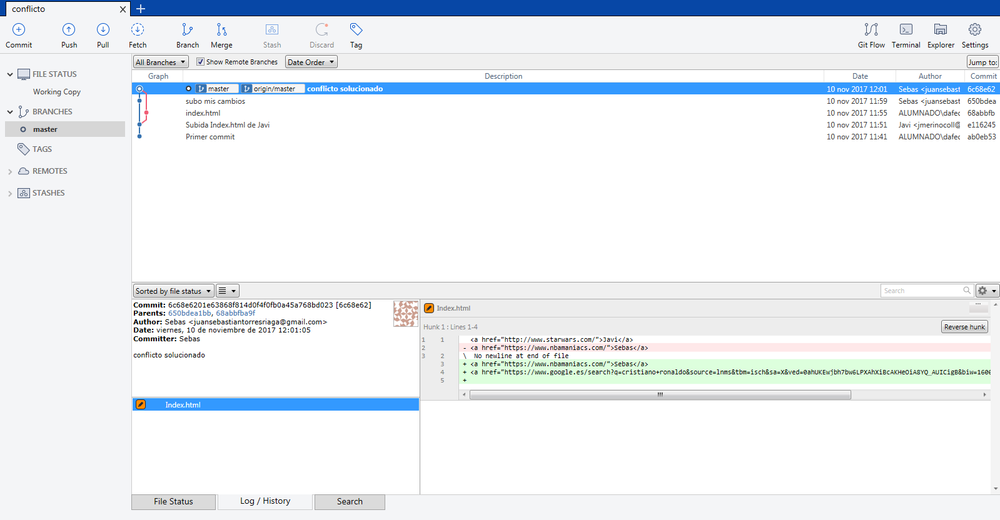 conflicto
Commit Push Pull Fetch Branch Merge Stash Discard Tag Git Flow Terminal Explorer Settings
FILE STATUS
Working Copy
BRANCHES
master
TAGS
REMOTES
STASHES
All Branches Show Remote Branches Date Order Jump to:
Graph Description Date Author Commit
master origin/master conflicto solucionado 10 nov 2017 12:01 Sebas <juansebast 6c68e62
subo mis cambios 10 nov 2017 11:59 Sebas <juansebast 650bdea
index.html 10 nov 2017 11:55 ALUMNADO\dafec 68abbfb
Subida Index.html de Javi 10 nov 2017 11:51 Javi <jmerinocoll@ e116245
Primer commit 10 nov 2017 11:41 ALUMNADO\dafec ab0eb53
Sorted by file status Search
Commit: 6c68e6201e63868f814d0f4f0fb0a45a768bd023 [6c68e62]
Parents: 650bdea1bb, 68abbfba9f
Author: Sebas <juansebastiantorresriaga@gmail.com>
Date: viernes, 10 de noviembre de 2017 12:01:05
Committer: Sebas
conflicto solucionado
Index.html
Index.html
Hunk 1 : Lines 1-4 Reverse hunk
1 1 <a href="http://www.starwars.com/">Javi</a>
2 - <a href="https://www.nbamaniacs.com/">Sebas</a>
3 2 \ No newline at end of file
3 + <a href="https://www.nbamaniacs.com/">Sebas</a>
4 + <a href="https://www.google.es/search?q=cristiano+ronaldo&source=lnms&tbm=isch&sa=X&ved=0ahUKEwjbh7bw6LPXAhXiBcAKHeOiA8YQ_AUICigB&biw=1600
5 +
File Status Log / History Search